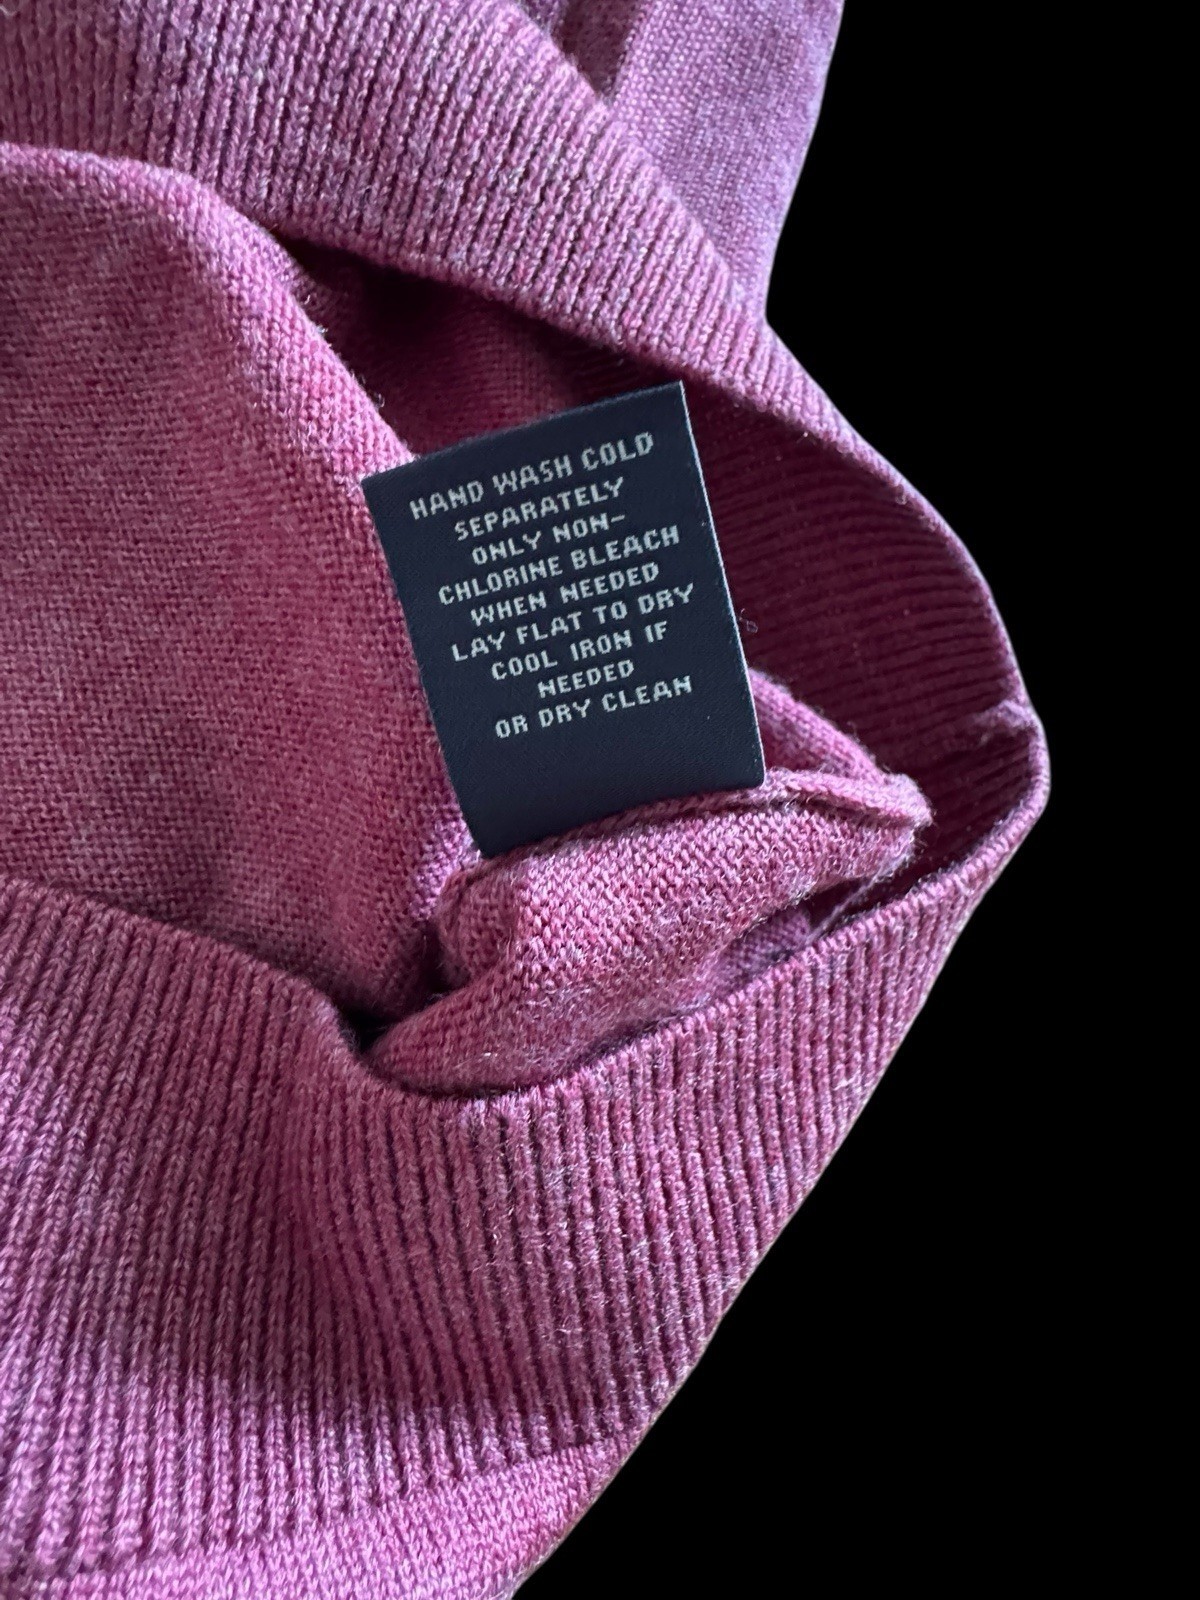 HAND WASH COLD
SEPARATELY
ONLY NON-
CHLORINE BLEACH
WHEN NEEDED
LAY FLAT TO DRY
COOL IRON IF
NEEDED
OR DRY CLEAN